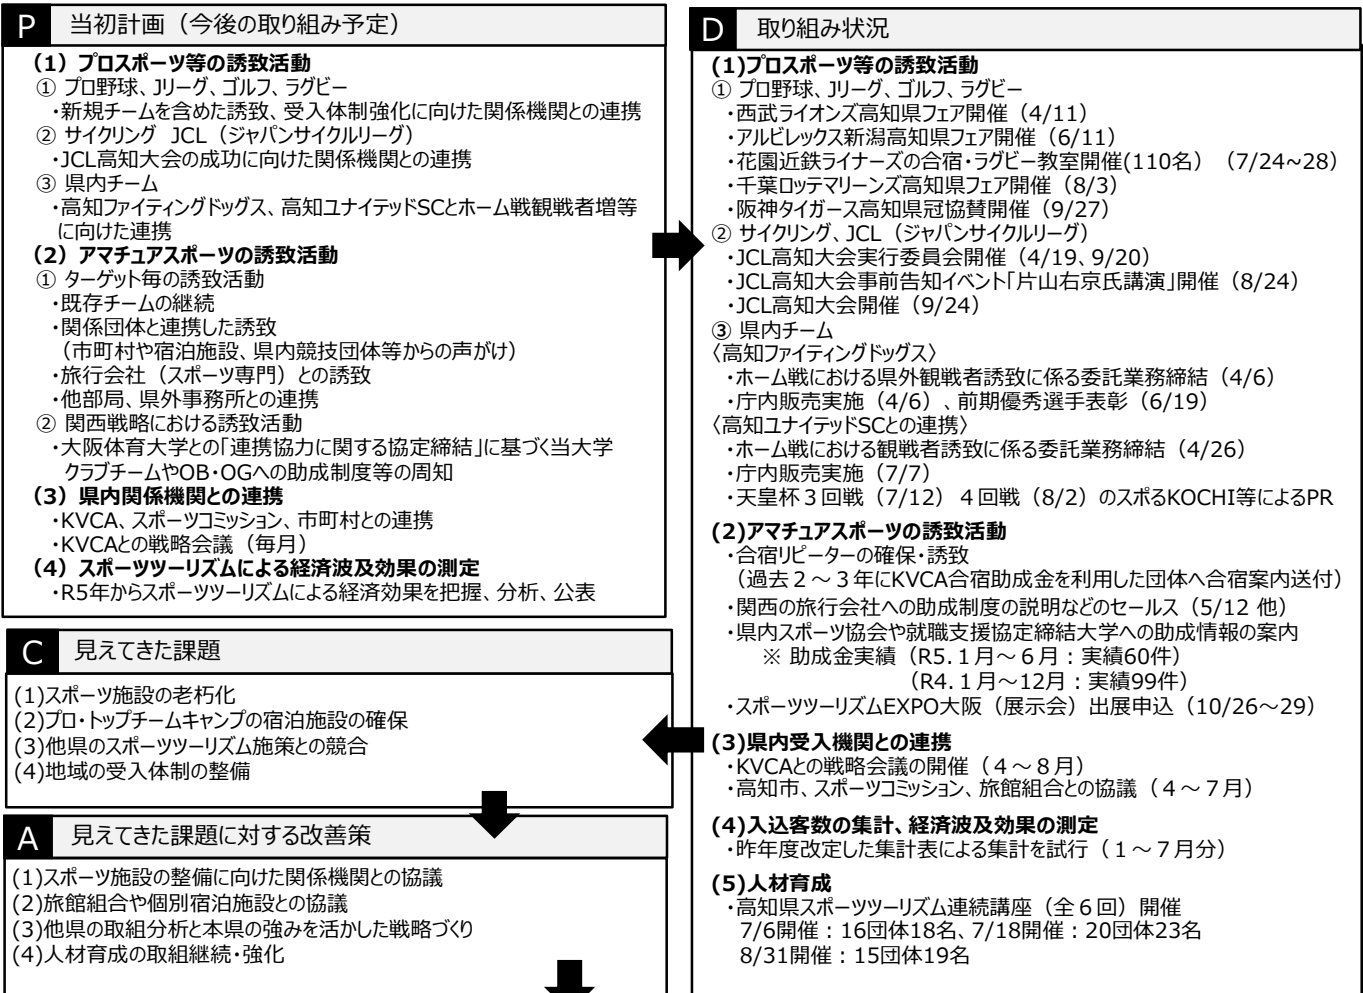 P 当初計画（今後の取り組み予定）
（1）プロスポーツ等の誘致活動
① プロ野球、Jリーグ、ゴルフ、ラグビー
・新規チームを含めた誘致、受入体制強化に向けた関係機関との連携
② サイクリング JCL（ジャパンサイクルリーグ）
・JCL高知大会の成功に向けた関係機関との連携
③ 県内チーム
・高知ファイティングドッグス、高知ユナイテッドSCとホーム戦観戦者増等
に向けた連携
（2）アマチュアスポーツの誘致活動
① ターゲット毎の誘致活動
・既存チームの継続
・関係団体と連携した誘致
（市町村や宿泊施設、県内競技団体等からの声がけ）
・旅行会社（スポーツ専門）との誘致
・他部局、県外事務所との連携
② 関西戦略における誘致活動
・大阪体育大学との「連携協力に関する協定締結」に基づく当大学
クラブチームやOB・OGへの助成制度等の周知
（3）県内関係機関との連携
・KVCA、スポーツコミッション、市町村との連携
・KVCAとの戦略会議（毎月）
（4）スポーツツーリズムによる経済波及効果の測定
・R5年からスポーツツーリズムによる経済効果を把握、分析、公表
D 取り組み状況
(1)プロスポーツ等の誘致活動
① プロ野球、Jリーグ、ゴルフ、ラグビー
・西武ライオンズ高知県フェア開催（4/11）
・アルビレックス新潟高知県フェア開催（6/11）
・花園近鉄ライナーズの合宿・ラグビー教室開催(110名）（7/24~28）
・千葉ロッテマリーンズ高知県フェア開催（8/3）
・阪神タイガース高知県冠協賛開催（9/27）
② サイクリング、JCL（ジャパンサイクルリーグ）
・JCL高知大会実行委員会開催（4/19、9/20）
・JCL高知大会事前告知イベント「片山右京氏講演」開催（8/24）
・JCL高知大会開催（9/24）
③ 県内チーム
〈高知ファイティングドッグス〉
・ホーム戦における県外観戦者誘致に係る委託業務締結（4/6）
・庁内販売実施（4/6）、前期優秀選手表彰（6/19）
〈高知ユナイテッドSCとの連携〉
・ホーム戦における観戦者誘致に係る委託業務締結（4/26）
・庁内販売実施（7/7）
・天皇杯３回戦（7/12）４回戦（8/2）のスポるKOCHI等によるPR
(2)アマチュアスポーツの誘致活動
・合宿リピーターの確保・誘致
（過去２～３年にKVCA合宿助成金を利用した団体へ合宿案内送付）
・関西の旅行会社への助成制度の説明などのセールス（5/12 他）
・県内スポーツ協会や就職支援協定締結大学への助成情報の案内
※ 助成金実績（R5.１月～６月：実績60件）
（R4.１月～12月：実績99件）
・スポーツツーリズムEXPO大阪（展示会）出展申込（10/26～29）
(3)県内受入機関との連携
・KVCAとの戦略会議の開催（４～８月）
・高知市、スポーツコミッション、旅館組合との協議（４～７月）
(4)入込客数の集計、経済波及効果の測定
・昨年度改定した集計表による集計を試行（１～７月分）
(5)人材育成
・高知県スポーツツーリズム連続講座（全６回）開催
7/6開催：16団体18名、7/18開催：20団体23名
8/31開催：15団体19名
C 見えてきた課題
(1)スポーツ施設の老朽化
(2)プロ・トップチームキャンプの宿泊施設の確保
(3)他県のスポーツツーリズム施策との競合
(4)地域の受入体制の整備
A 見えてきた課題に対する改善策
(1)スポーツ施設の整備に向けた関係機関との協議
(2)旅館組合や個別宿泊施設との協議
(3)他県の取組分析と本県の強みを活かした戦略づくり
(4)人材育成の取組継続・強化